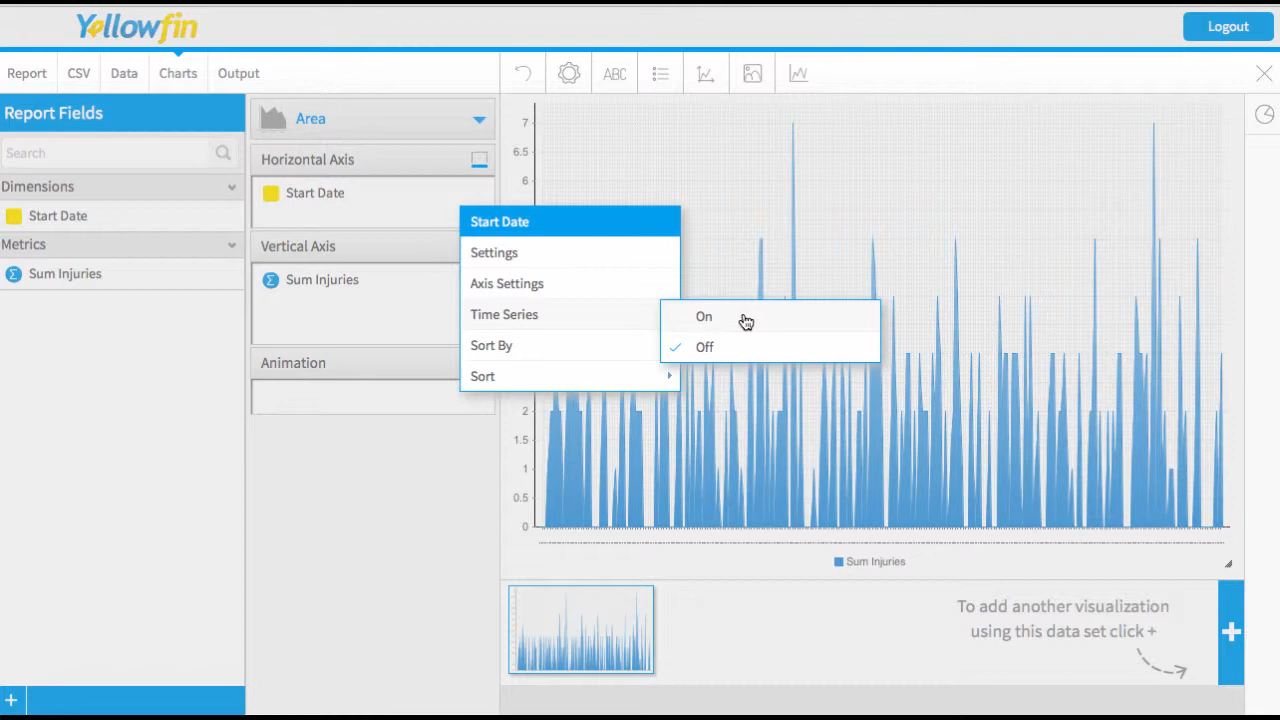 Yellowfin
Logout
Report CSV Data Charts Output ABC
Report Fields
Search
Dimensions
Start Date
Metrics
Sum Injuries
Area
Horizontal Axis
Start Date
Vertical Axis
Sum Injuries
Animation
Start Date
Settings
Axis Settings
Time Series
Sort By
Sort
On
Off
7
6.5
6
2
1.5
1
0.5
0
Sum Injuries
To add another visualization
using this data set click +